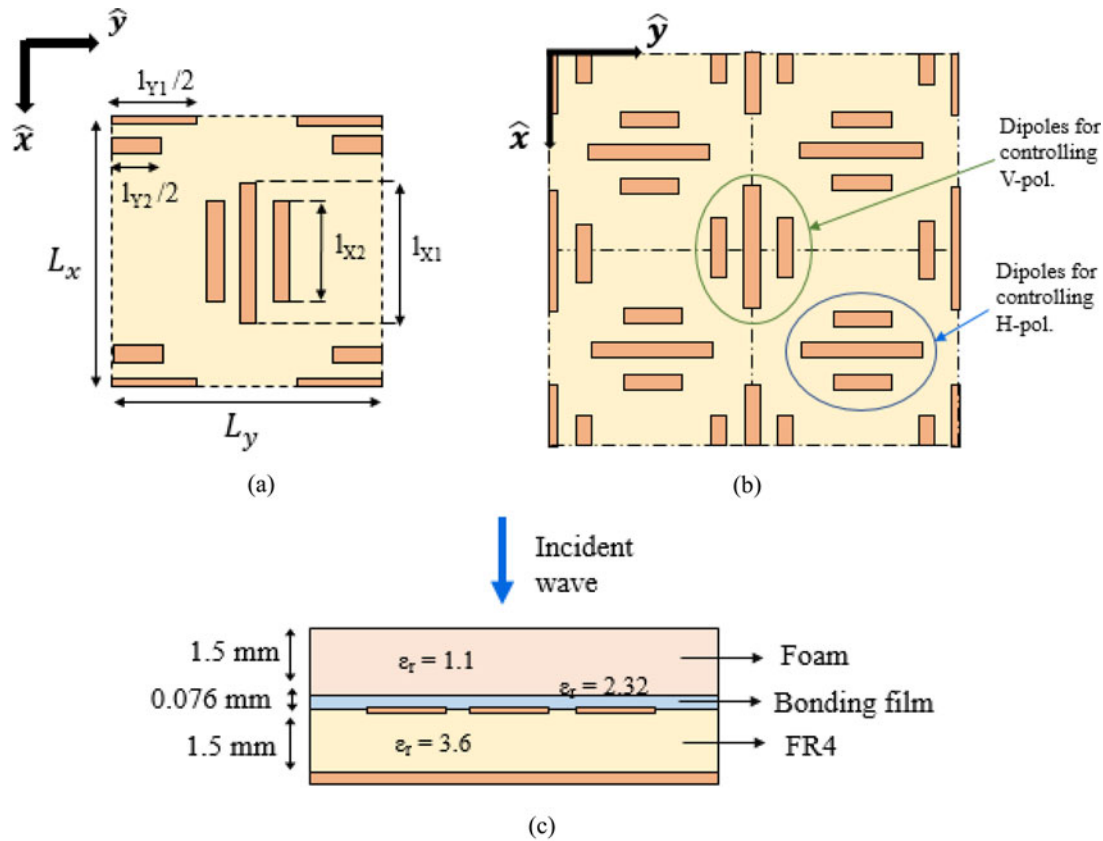 ŷ
x̂
l_Y1 /2
l_Y2 /2
L_x
l_X2
l_X1
L_y
(a)
ŷ
x̂
Dipoles for
controlling
V-pol.
Dipoles for
controlling
H-pol.
(b)
Incident
wave
1.5 mm
ε_r = 1.1
Foam
0.076 mm
ε_r = 2.32
Bonding film
1.5 mm
ε_r = 3.6
FR4
(c)